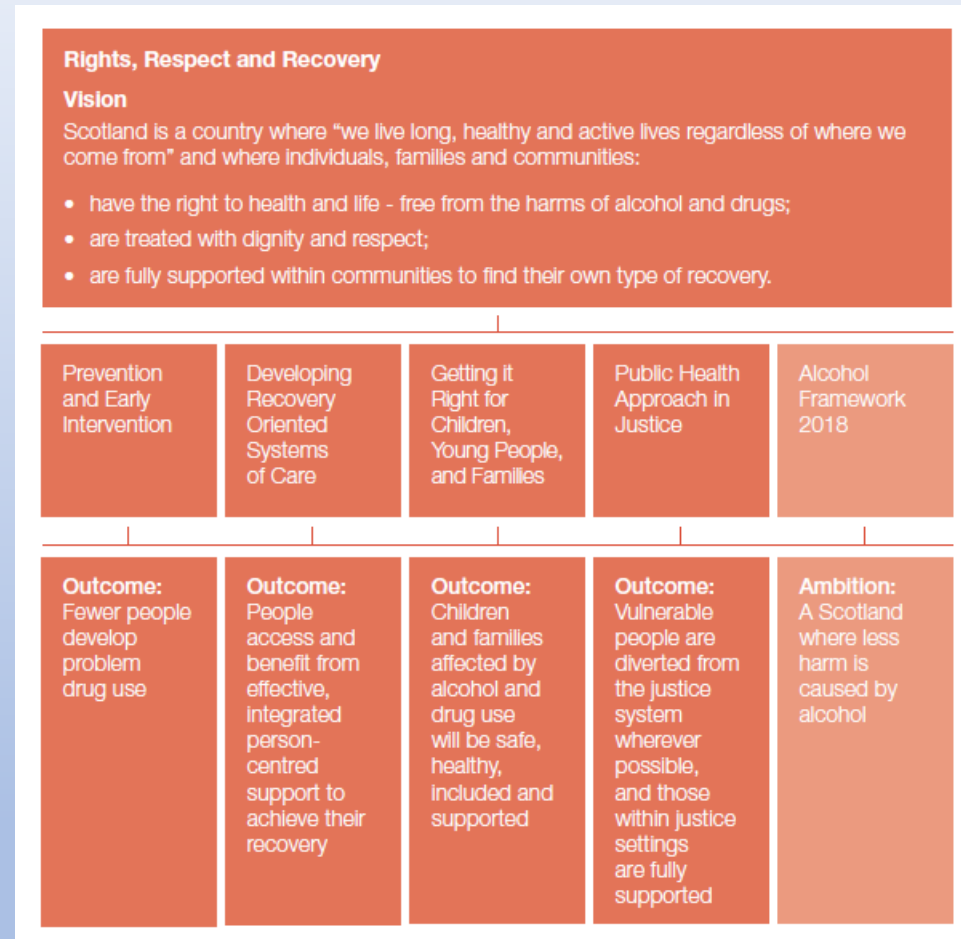 Rights, Respect and Recovery
Vision
Scotland is a country where “we live long, healthy and active lives regardless of where we
come from” and where individuals, families and communities:
• have the right to health and life - free from the harms of alcohol and drugs;
• are treated with dignity and respect;
• are fully supported within communities to find their own type of recovery.
Prevention
and Early
Intervention
Developing
Recovery
Oriented
Systems
of Care
Getting it
Right for
Children,
Young People,
and Families
Public Health
Approach in
Justice
Alcohol
Framework
2018
Outcome:
Fewer people
develop
problem
drug use
Outcome:
People
access and
benefit from
effective,
integrated
person-
centred
support to
achieve their
recovery
Outcome:
Children
and families
affected by
alcohol and
drug use
will be safe,
healthy,
included and
supported
Outcome:
Vulnerable
people are
diverted from
the justice
system
wherever
possible,
and those
within justice
settings
are fully
supported
Ambition:
A Scotland
where less
harm is
caused by
alcohol